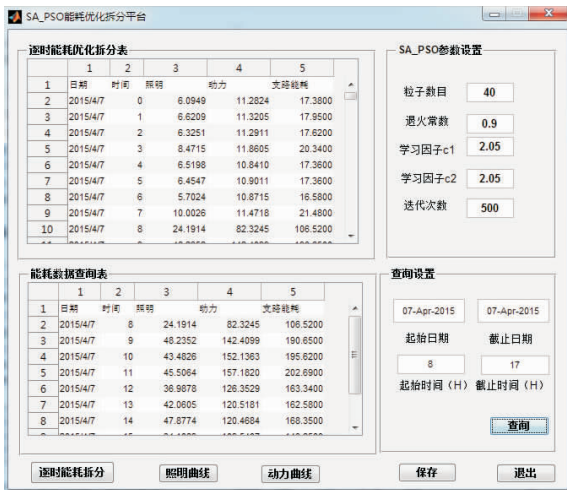 SA_PSO能耗优化拆分平台
逐时能耗优化拆分表
1 2 3 4 5
1 日期 时间 照明 动力 支路能耗
2 2015/4/7 0 6.0949 11.2824 17.3800
3 2015/4/7 1 6.6209 11.3205 17.9500
4 2015/4/7 2 6.3251 11.2911 17.6200
5 2015/4/7 3 8.4715 11.8605 20.3400
6 2015/4/7 4 6.5198 10.8410 17.3600
7 2015/4/7 5 6.4547 10.9011 17.3600
8 2015/4/7 6 5.7024 10.8715 16.5800
9 2015/4/7 7 10.0026 11.4718 21.4800
10 2015/4/7 8 24.1914 82.3245 106.5200
SA_PSO参数设置
粒子数目 40
退火常数 0.9
学习因子c1 2.05
学习因子c2 2.05
迭代次数 500
能耗数据查询表
1 2 3 4 5
1 日期 时间 照明 动力 支路能耗
2 2015/4/7 8 24.1914 82.3245 106.5200
3 2015/4/7 9 48.2352 142.4099 190.6500
4 2015/4/7 10 43.4826 152.1363 195.6200
5 2015/4/7 11 45.5064 157.1820 202.6900
6 2015/4/7 12 36.9878 126.3529 163.3400
7 2015/4/7 13 42.0605 120.5181 162.5800
8 2015/4/7 14 47.8774 120.4684 168.3500
查询设置
07-Apr-2015 07-Apr-2015
起始日期 截止日期
8 17
起始时间（H） 截止时间（H）
查询
逐时能耗拆分 照明曲线 动力曲线 保存 退出